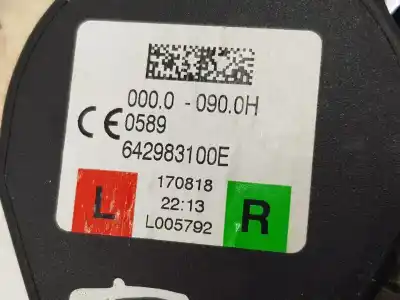 000.0 - 090.0H
CE 0589
642983100E
L
170818
22:13
L005792
R